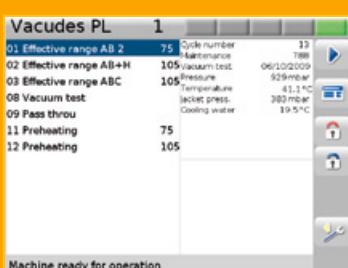 Vacudes PL 1
01 Effective range AB 2 75
02 Effective range AB+H 105
03 Effective range ABC 105
08 Vacuum test
09 Pass throu
11 Preheating 75
12 Preheating 105
Cycle number 13
Maintenance 788
Vacuum test 06/10/2009
Pressure 929 mbar
Temperature 41.1°C
Jacket press. 383 mbar
Cooling water 19.5°C
Machine ready for operation